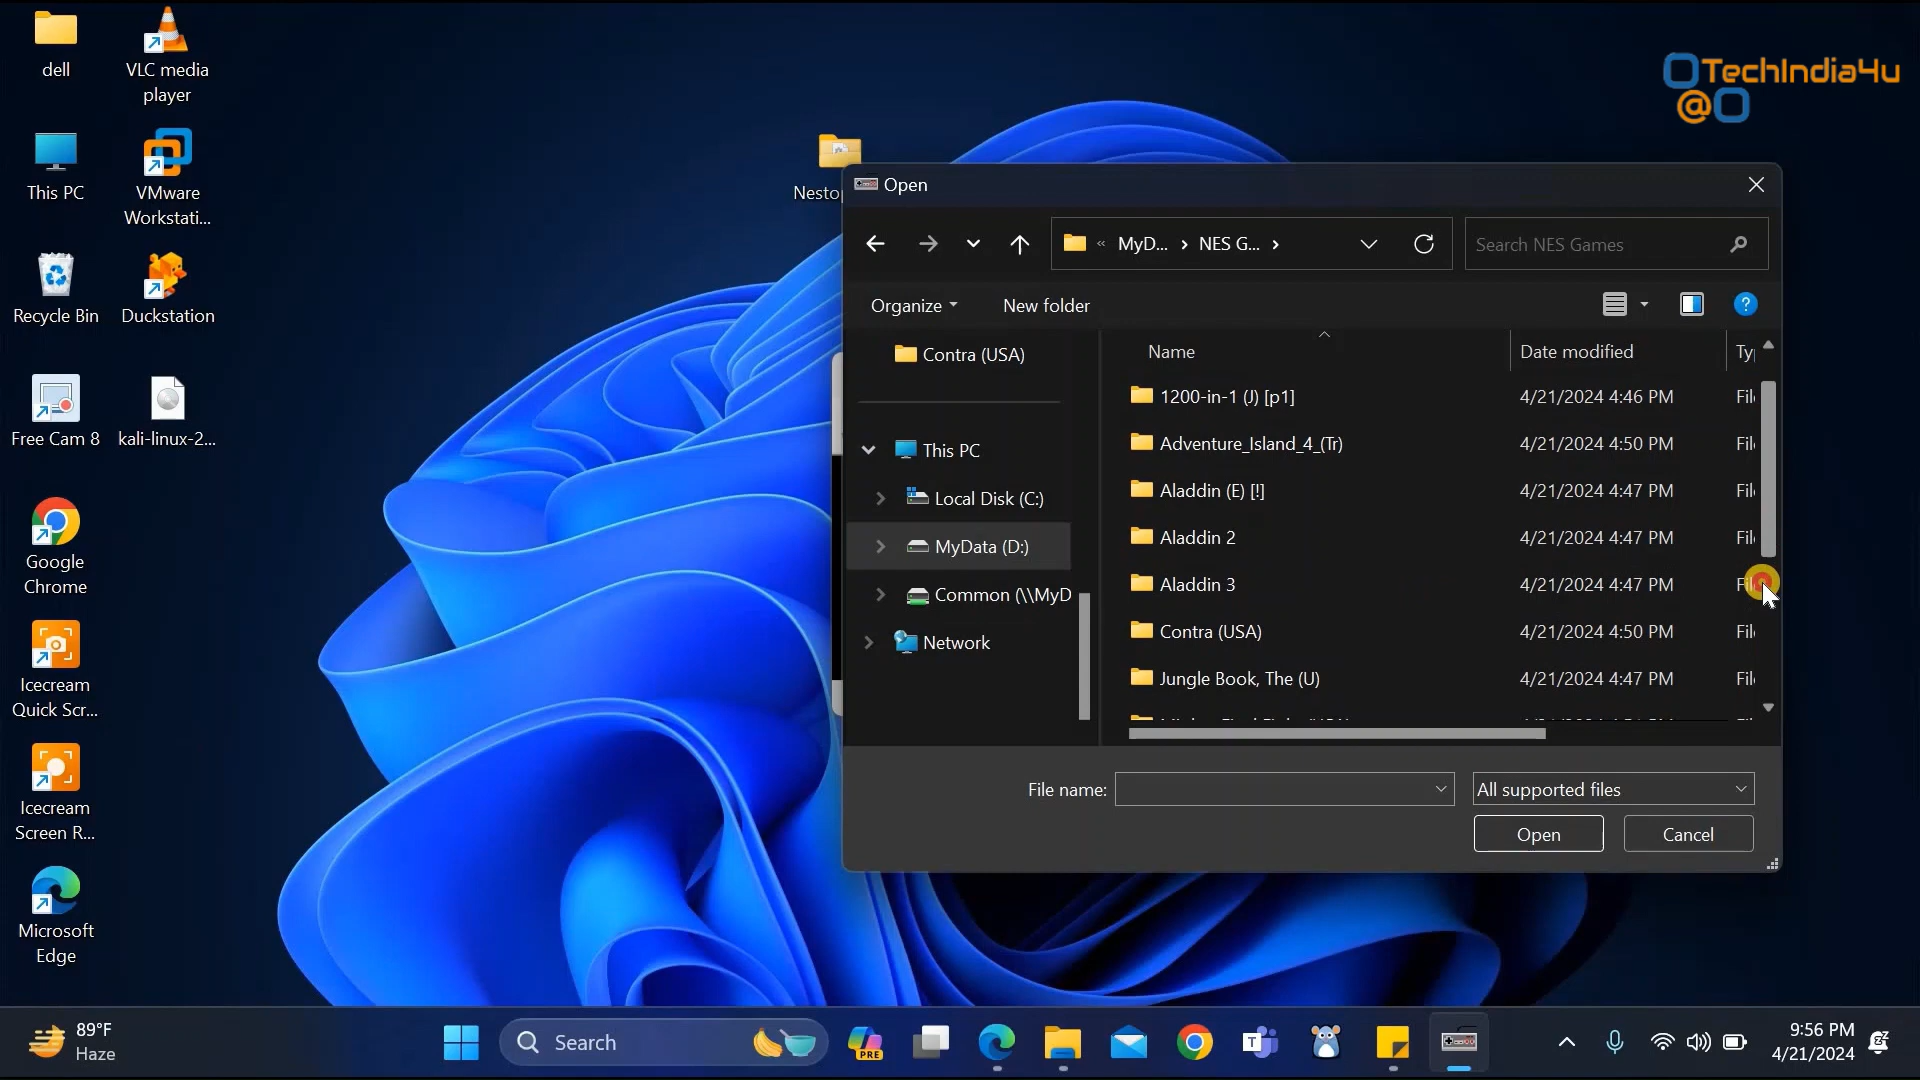 dell
VLC media
player
This PC
VMware
Workstati...
Recycle Bin
Duckstation
Free Cam 8
kali-linux-2...
Google
Chrome
Icecream
Quick Scr...
Icecream
Screen R...
Microsoft
Edge
TechIndia4u
@
Nesto
Open
« MyD... › NES G... ›
Search NES Games
Organize
New folder
?
Contra (USA)
This PC
Local Disk (C:)
MyData (D:)
Common (\\MyD
Network
Name Date modified Ty
1200-in-1 (J) [p1] 4/21/2024 4:46 PM Fil
Adventure_Island_4_(Tr) 4/21/2024 4:50 PM Fil
Aladdin (E) [!] 4/21/2024 4:47 PM Fil
Aladdin 2 4/21/2024 4:47 PM Fil
Aladdin 3 4/21/2024 4:47 PM Fil
Contra (USA) 4/21/2024 4:50 PM Fil
Jungle Book, The (U) 4/21/2024 4:47 PM Fil
File name:
All supported files
Open
Cancel
89°F
Haze
Search
PRE
T
9:56 PM
4/21/2024